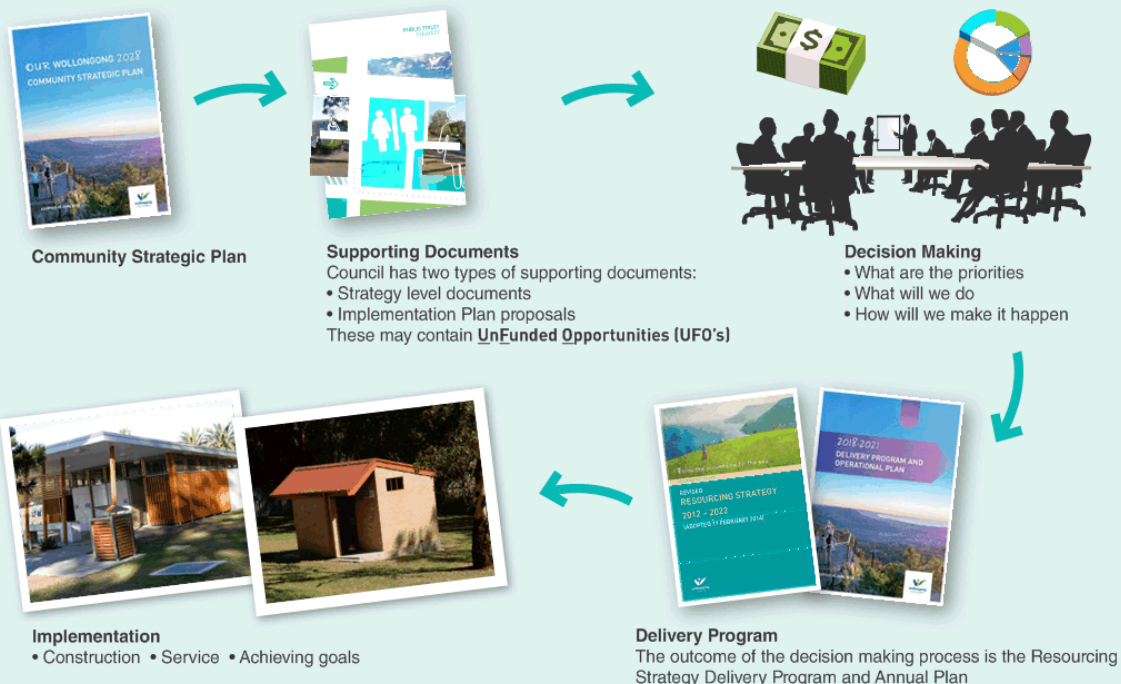 OUR WOLLONGONG 2028
COMMUNITY STRATEGIC PLAN
PUBLIC TOILET
STRATEGY
$
Community Strategic Plan
Supporting Documents
Council has two types of supporting documents:
• Strategy level documents
• Implementation Plan proposals
These may contain UnFunded Opportunities (UFO's)
Decision Making
• What are the priorities
• What will we do
• How will we make it happen
REVISED
RESOURCING STRATEGY
2012 - 2022
2018-2021
DELIVERY PROGRAM AND
OPERATIONAL PLAN
Implementation
• Construction • Service • Achieving goals
Delivery Program
The outcome of the decision making process is the Resourcing
Strategy Delivery Program and Annual Plan